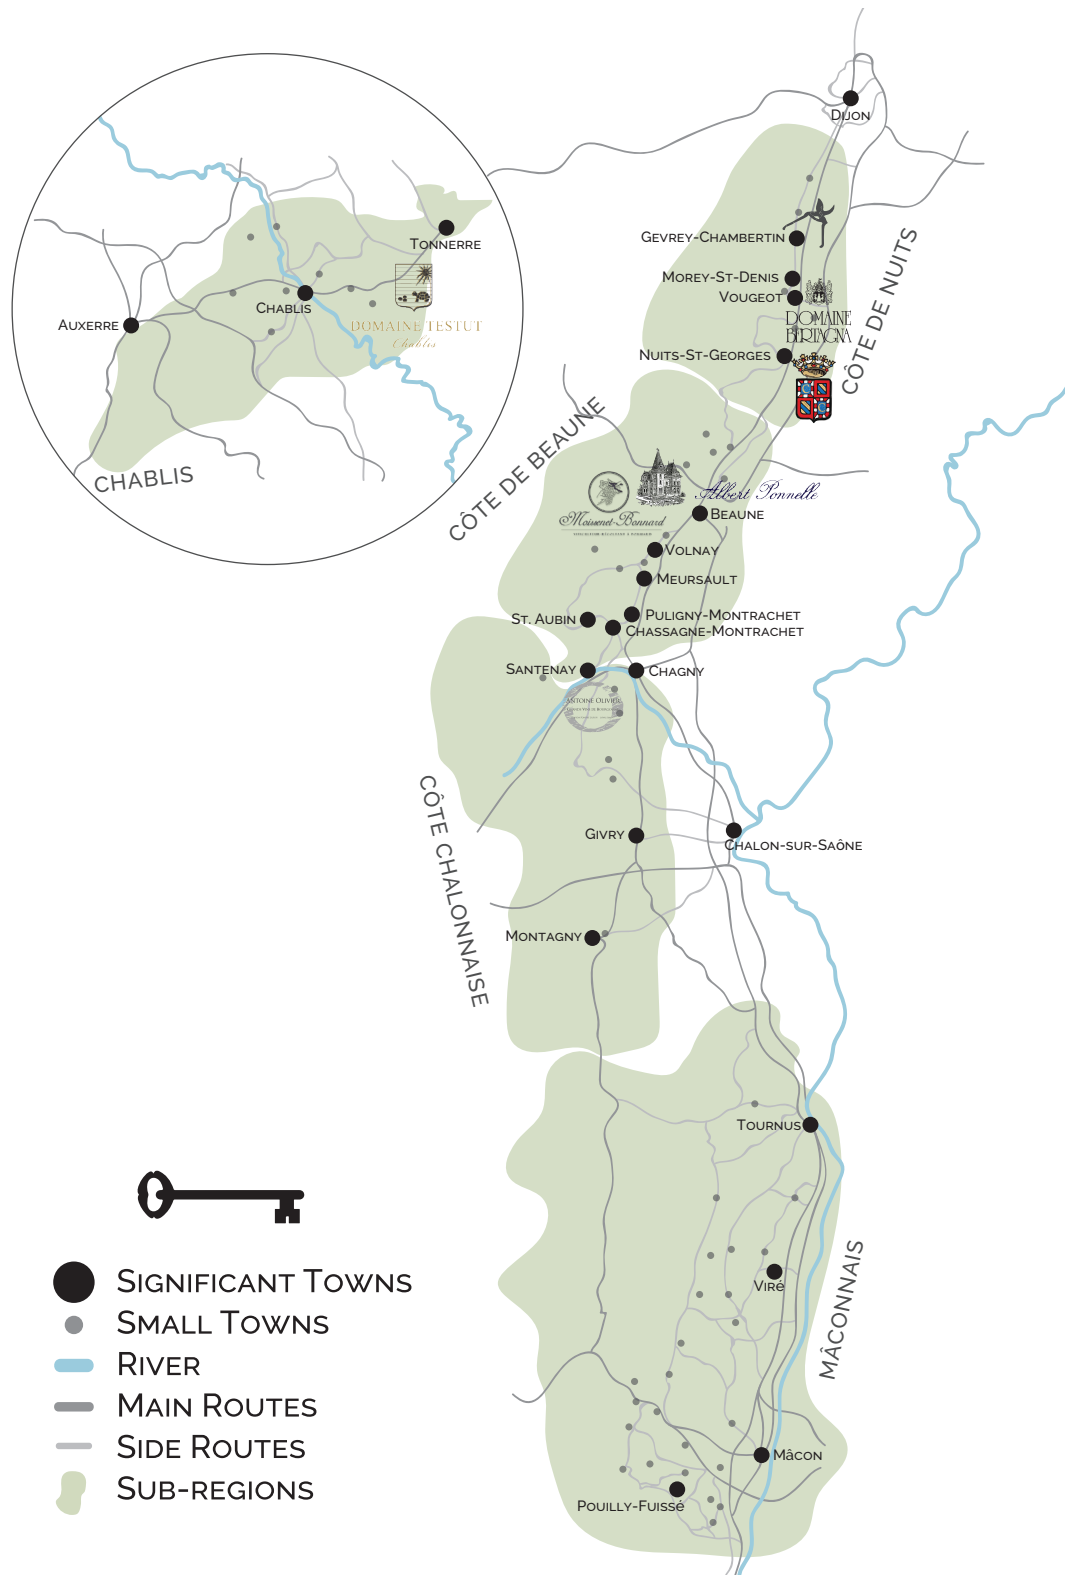 Dijon
Gevrey-Chambertin
Morey-St-Denis
Vougeot
DOMAINE
BERTAGNA
Nuits-St-Georges
CÔTE DE NUITS
Tonnerre
Chablis
Auxerre
DOMAINE TESTUT
Chablis
CHABLIS
CÔTE DE BEAUNE
Albert Ponnelle
Moissenet-Bonnard
Beaune
Volnay
Meursault
Puligny-Montrachet
St. Aubin
Chassagne-Montrachet
Santenay
Chagny
ANTOINE OLIVIER
Givry
Chalon-sur-Saône
CÔTE CHALONNAISE
Montagny
Tournus
Viré
MÂCONNAIS
Mâcon
Pouilly-Fuissé
Significant Towns
Small Towns
River
Main Routes
Side Routes
Sub-regions